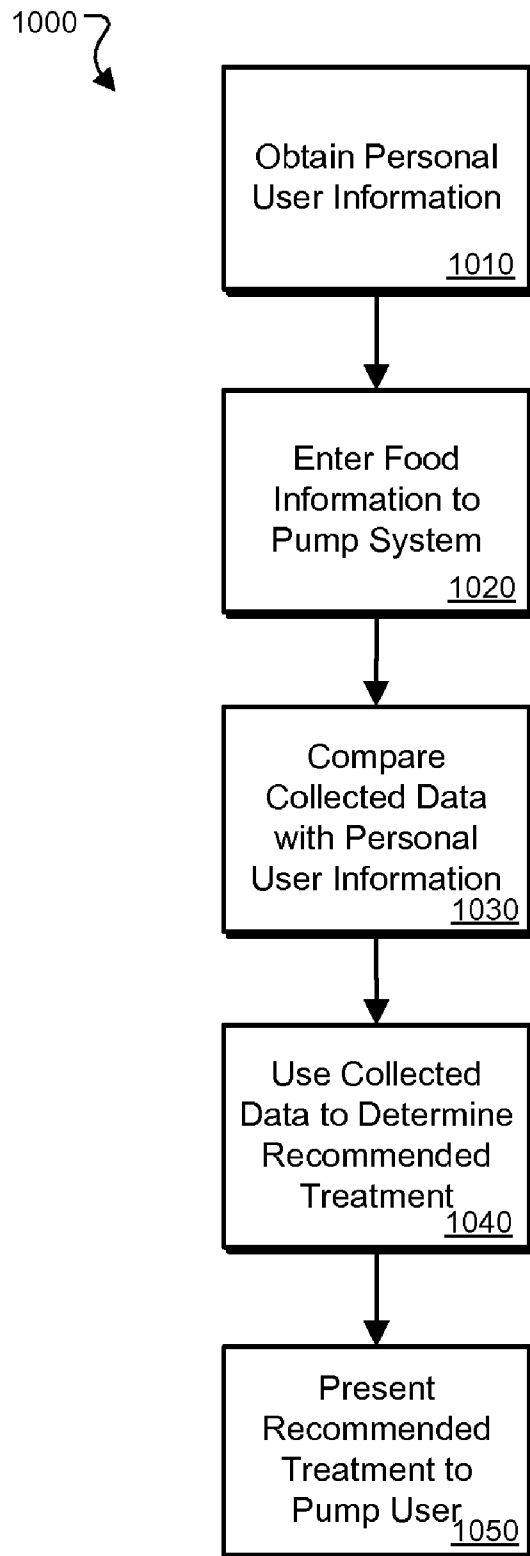 1000
Obtain Personal
User Information
1010
Enter Food
Information to
Pump System
1020
Compare
Collected Data
with Personal
User Information
1030
Use Collected
Data to Determine
Recommended
Treatment
1040
Present
Recommended
Treatment to
Pump User
1050